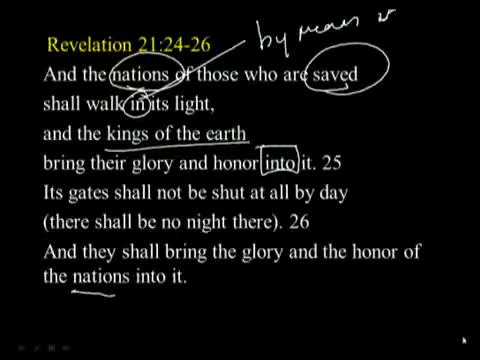 by means of
Revelation 21:24-26
And the nations of those who are saved
shall walk in its light,
and the kings of the earth
bring their glory and honor into it. 25
Its gates shall not be shut at all by day
(there shall be no night there). 26
And they shall bring the glory and the honor of
the nations into it.